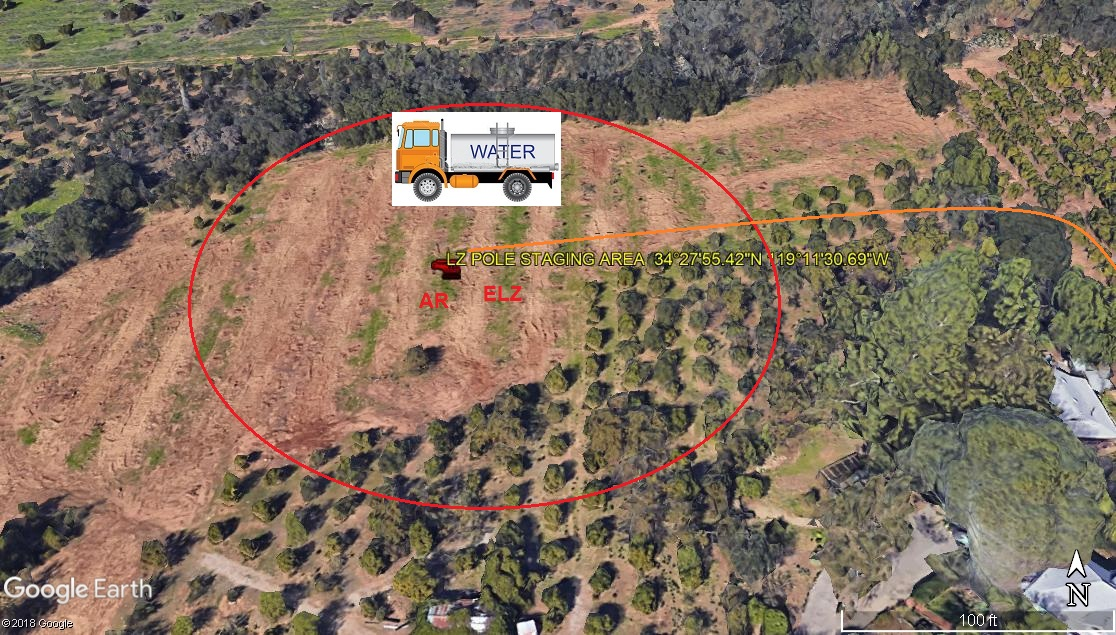 WATER
LZ POLE STAGING AREA 34°27'55.42"N 119°11'30.69"W
AR ELZ
Google Earth
©2018 Google
N
100 ft